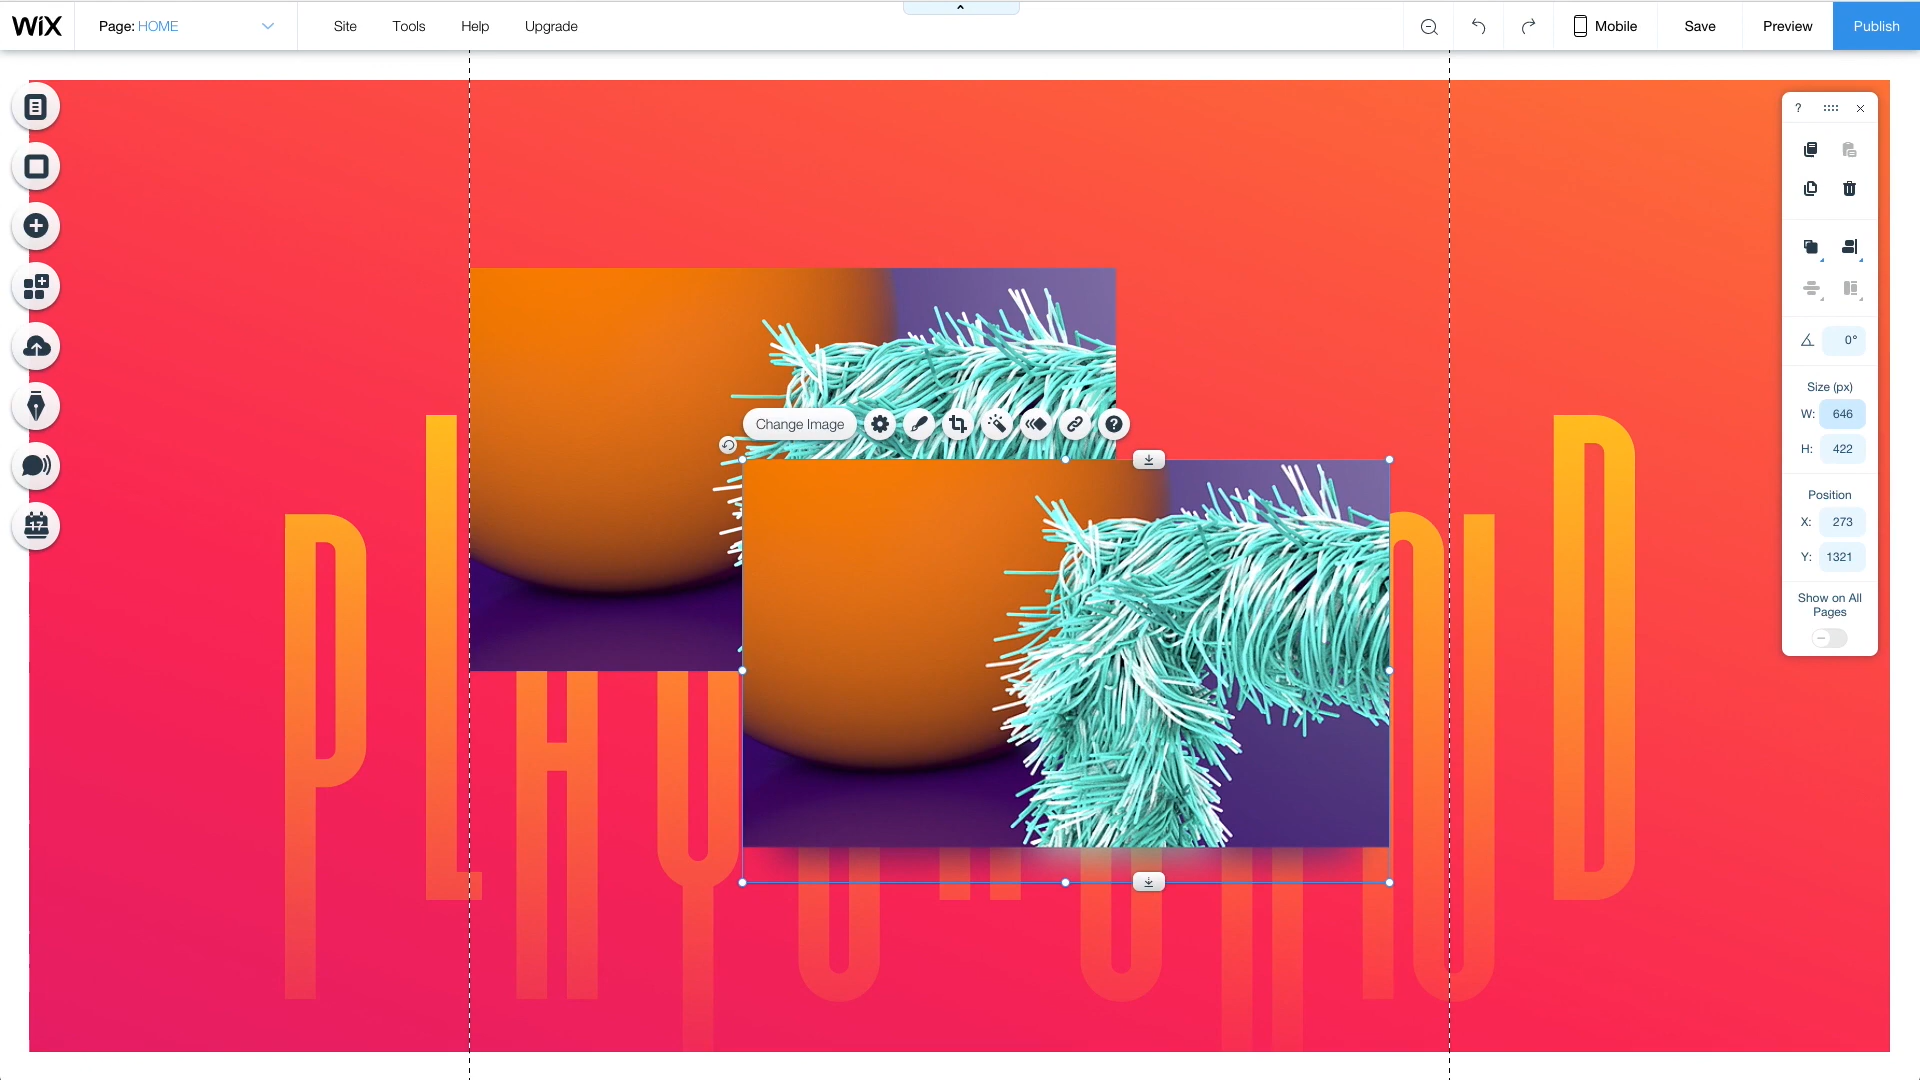 WiX
Page: HOME
Site
Tools
Help
Upgrade
Mobile
Save
Preview
Publish
?
0°
Size (px)
W: 646
H: 422
Position
X: 273
Y: 1321
Show on All
Pages
Change Image
?
17